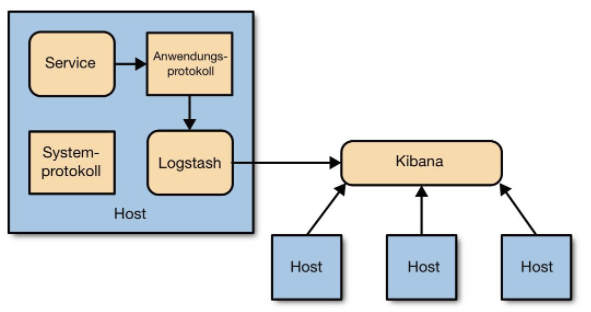 Service
Anwendungs-
protokoll
System-
protokoll
Logstash
Host
Kibana
Host
Host
Host